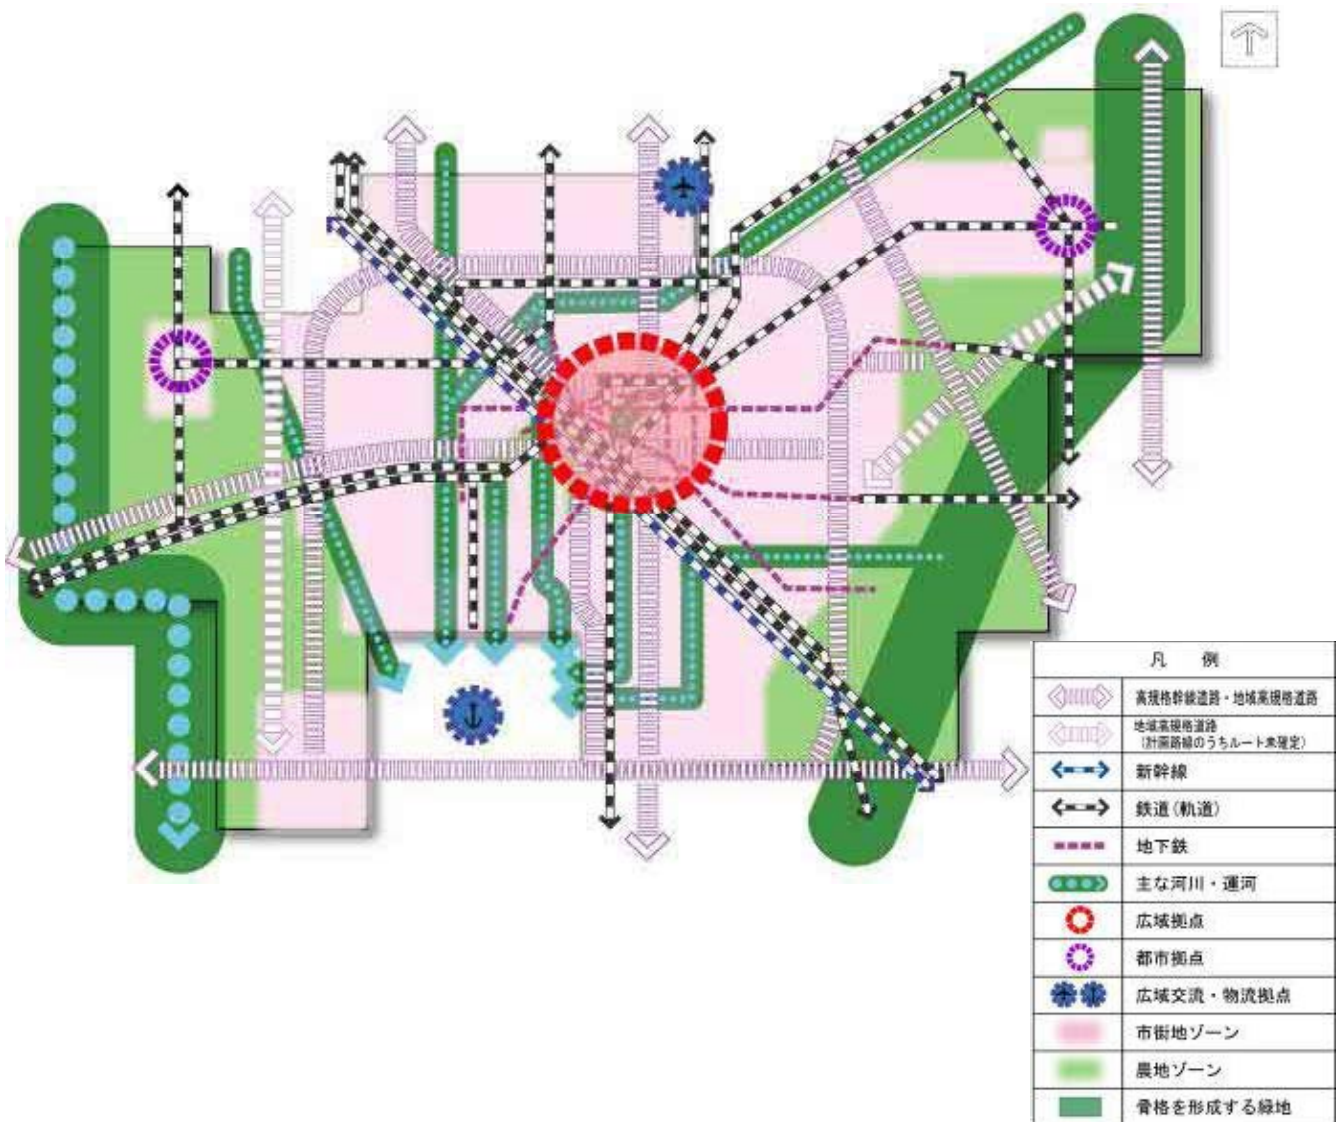 凡 例
高規格幹線道路・地域高規格道路
地域高規格道路
(計画路線のうちルート未確定)
新幹線
鉄道(軌道)
地下鉄
主な河川・運河
広域拠点
都市拠点
広域交流・物流拠点
市街地ゾーン
農地ゾーン
骨格を形成する緑地